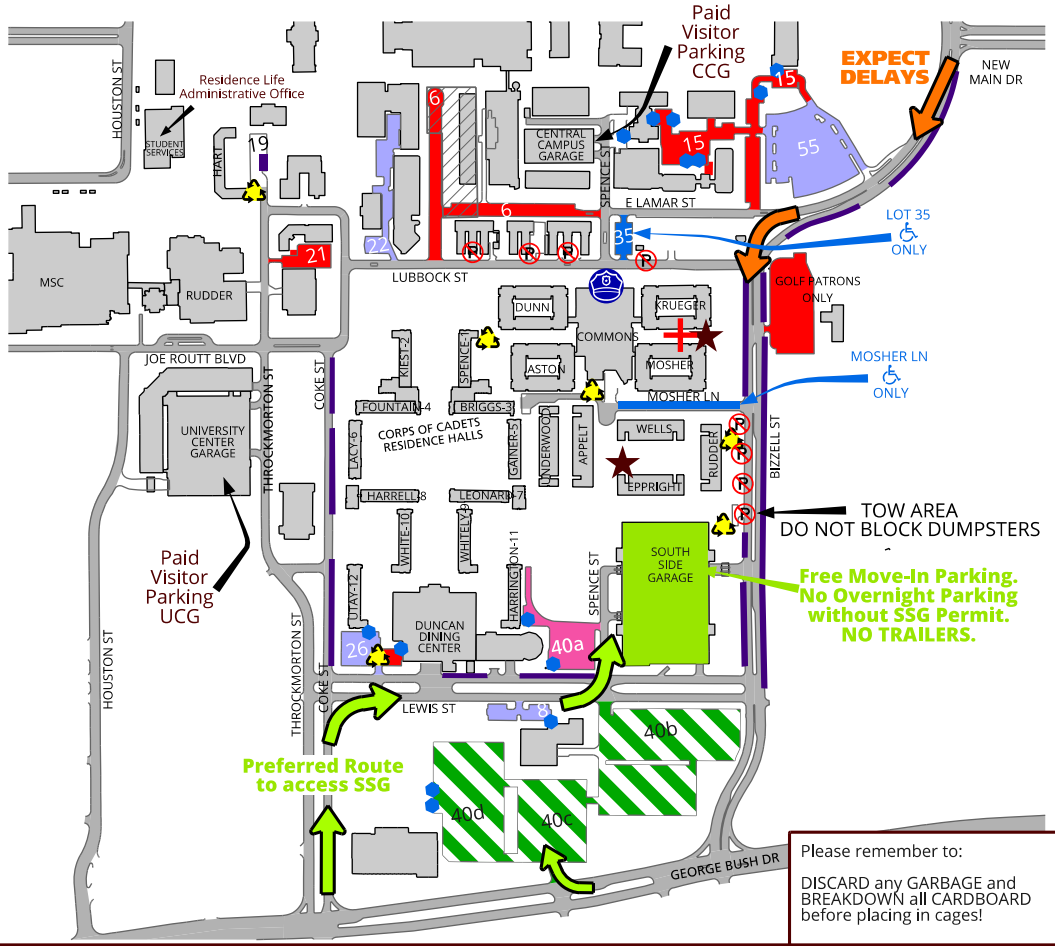 Paid
Visitor
Parking
CCG
EXPECT
DELAYS
NEW
MAIN DR
HOUSTON ST
Residence Life
Administrative Office
STUDENT
SERVICES
HART
19
6
CENTRAL
CAMPUS
GARAGE
SPENCE ST
15
15
55
E LAMAR ST
6
LOT 35
ONLY
35
22
21
LUBBOCK ST
MSC
RUDDER
GOLF PATRONS
ONLY
DUNN
KRUEGER
COMMONS
JOE ROUTT BLVD
KIEST-2
SPENCE-1
ASTON
MOSHER
MOSHER LN
ONLY
MOSHER LN
COKE ST
FOUNTAIN-4
BRIGGS-3
CORPS OF CADETS
RESIDENCE HALLS
UNIVERSITY
CENTER
GARAGE
THROCKMORTON ST
LACY-6
GAINER-5
UNDERWOOD
APPELT
WELLS
RUDDER
BIZZELL ST
EPPRIGHT
HARRELL-8
LEONARD-7
TOW AREA
DO NOT BLOCK DUMPSTERS
WHITE-10
WHITELY-9
HARRINGTON-11
Paid
Visitor
Parking
UCG
SPENCE ST
SOUTH
SIDE
GARAGE
Free Move-In Parking.
No Overnight Parking
without SSG Permit.
NO TRAILERS.
UTAY-12
DUNCAN
DINING
CENTER
26
40a
HOUSTON ST
THROCKMORTON ST
COKE ST
LEWIS ST
8
40b
Preferred Route
to access SSG
40d
40c
GEORGE BUSH DR
Please remember to:
DISCARD any GARBAGE and
BREAKDOWN all CARDBOARD
before placing in cages!